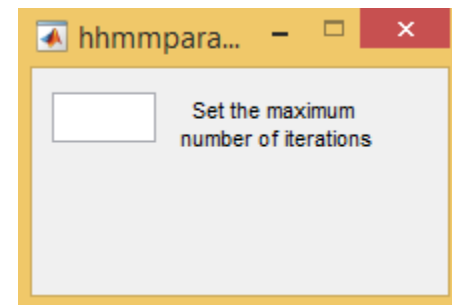 hhmmpara...
Set the maximum
number of iterations